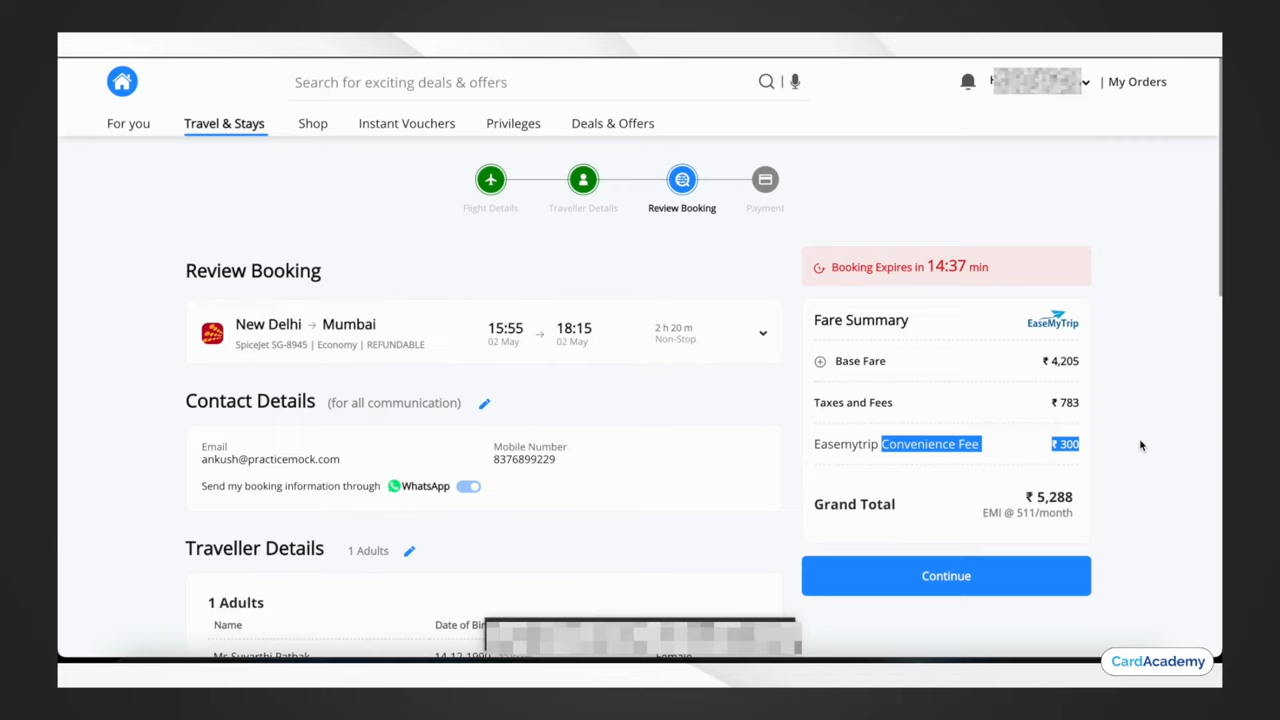 Search for exciting deals & offers
| My Orders
For you
Travel & Stays
Shop
Instant Vouchers
Privileges
Deals & Offers
Flight Details
Traveller Details
Review Booking
Payment
Review Booking
New Delhi → Mumbai
SpiceJet SG-8945 | Economy | REFUNDABLE
15:55 → 18:15
02 May
02 May
2 h 20 m
Non-Stop
Contact Details (for all communication)
Email
ankush@practicemock.com
Mobile Number
8376899229
Send my booking information through WhatsApp
Traveller Details 1 Adults
1 Adults
Name
Date of Bir
Mr Suvarthi Pathak
Female
Booking Expires in 14:37 min
Fare Summary
EaseMyTrip
Base Fare ₹ 4,205
Taxes and Fees ₹ 783
Easemytrip Convenience Fee ₹ 300
Grand Total ₹ 5,288
EMI @ 511/month
Continue
CardAcademy